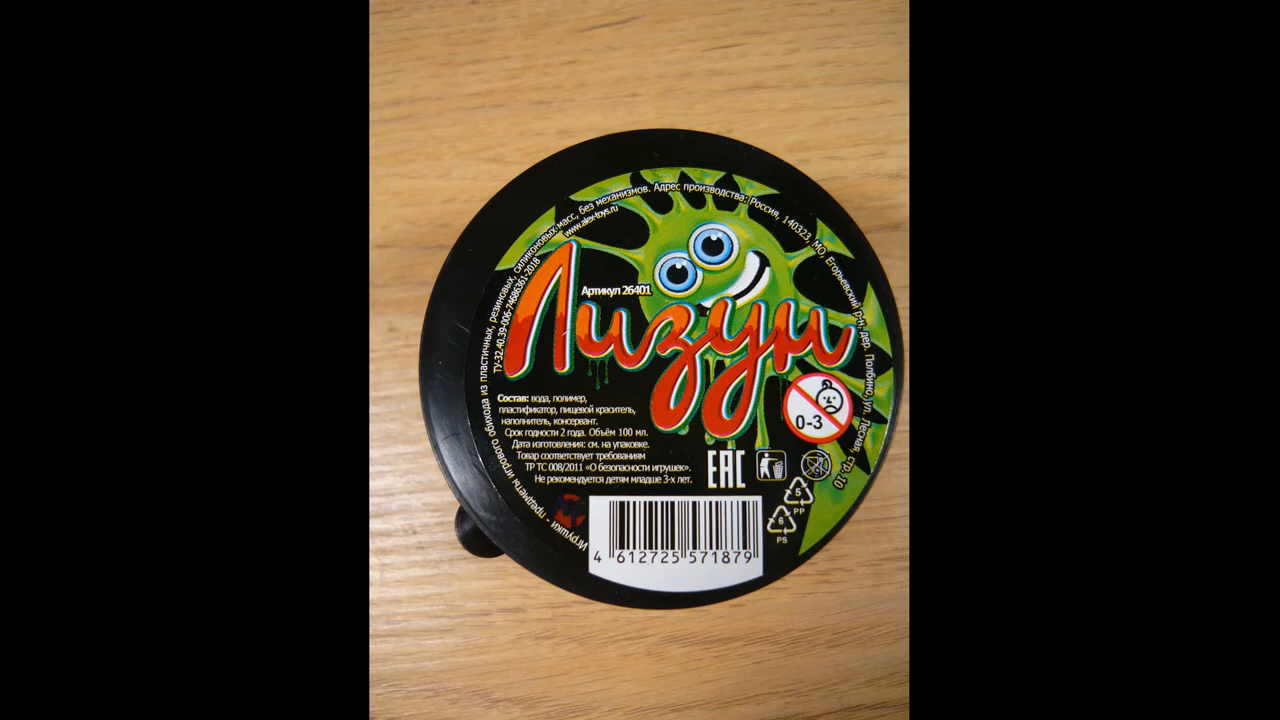 Игрушки - предметы игрового обихода из пластичных, резиновых, силиконовых масс, без механизмов. Адрес производства: Россия, 140323, МО, Егорьевский р-н, дер. Полбино, ул. Лесная, стр. 10
ТУ-32.40.39-006-74686361-2018
www.alex-toys.ru
Артикул 26401
Лизун
Состав: вода, полимер,
пластификатор, пищевой краситель,
наполнитель, консервант.
Срок годности 2 года. Объём 100 мл.
Дата изготовления: см. на упаковке.
Товар соответствует требованиям
ТР ТС 008/2011 «О безопасности игрушек».
Не рекомендуется детям младше 3-х лет.
0-3
EAC
5
PP
6
PS
4 612725 571879